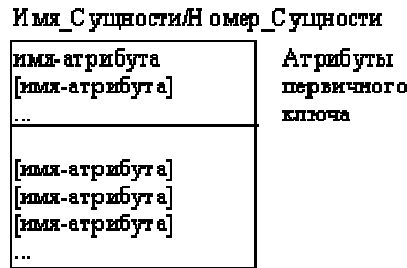 Имя_Сущности/Номер_Сущности
имя-атрибута
[имя-атрибута]
...
Атрибуты
первичного
ключа
[имя-атрибута]
[имя-атрибута]
[имя-атрибута]
...